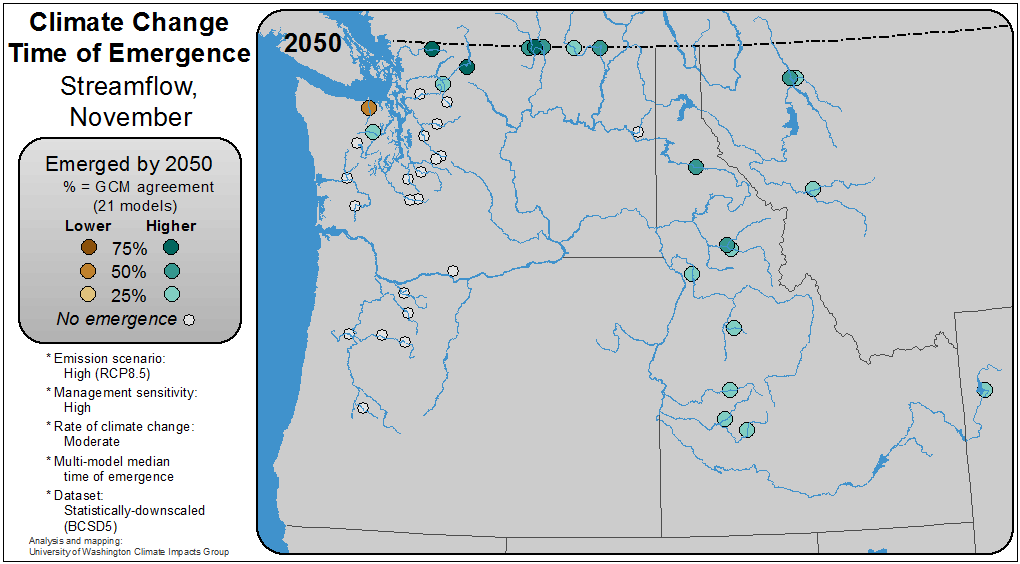 Climate Change
Time of Emergence
Streamflow,
November
2050
Emerged by 2050
% = GCM agreement
(21 models)
Lower Higher
75%
50%
25%
No emergence
* Emission scenario:
High (RCP8.5)
* Management sensitivity:
High
* Rate of climate change:
Moderate
* Multi-model median
time of emergence
* Dataset:
Statistically-downscaled
(BCSD5)
Analysis and mapping:
University of Washington Climate Impacts Group